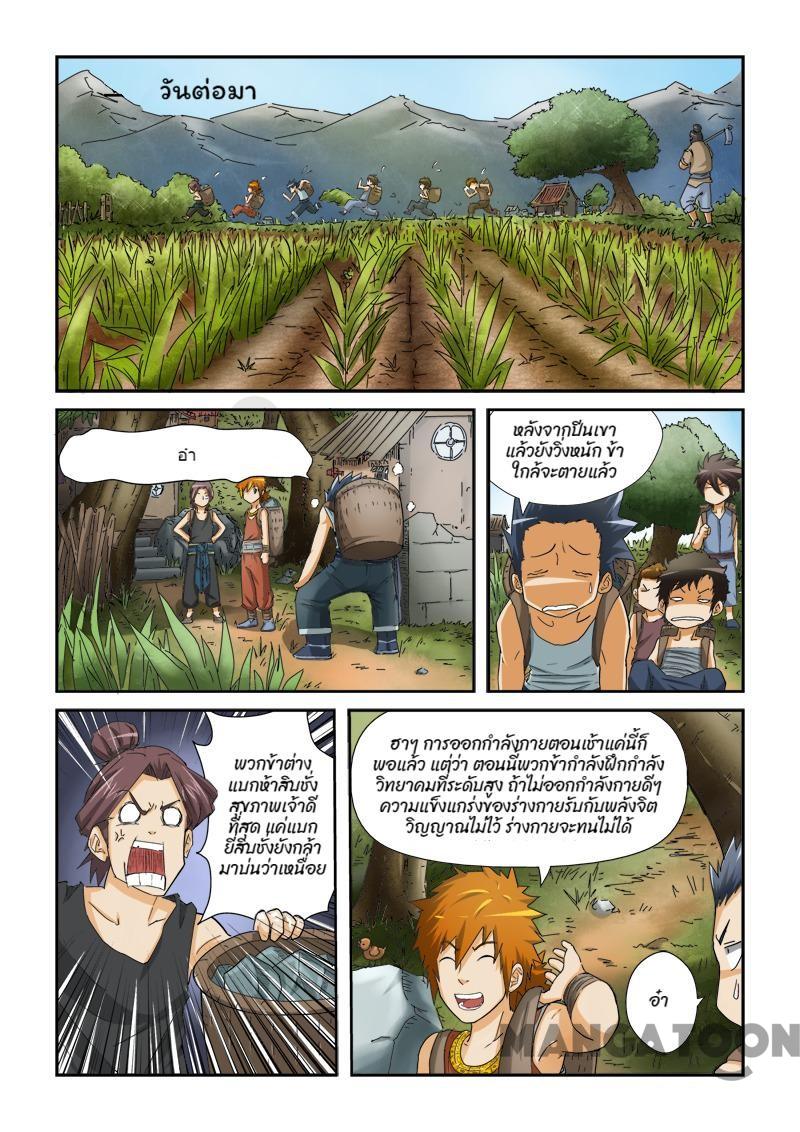 วันต่อมา
อ๋า
หลังจากปีนเขา
แล้วยังวิ่งหนัก ข้า
ใกล้จะตายแล้ว
พวกข้าต่าง
แบกห้าสิบชั่ง
สุขภาพเจ้าดี
ที่สุด แค่แบก
ยี่สิบชั่งยังกล้า
มาบ่นว่าเหนื่อย
ฮาๆ การออกกำลังกายตอนเช้าแค่นี้ก็
พอแล้ว แต่ว่า ตอนนี้พวกข้ากำลังฝึกกำลัง
วิทยาคมที่ระดับสูง ถ้าไม่ออกกำลังกายดีๆ
ความแข็งแกร่งของร่างกายรับกับพลังจิต
วิญญาณไม่ไว้ ร่างกายจะทนไม่ได้
อ๋า
MANGATOON